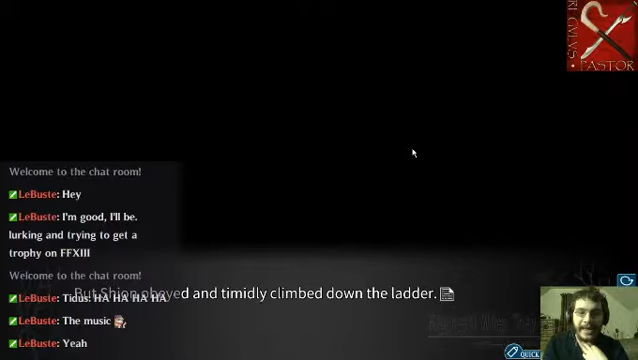 RI GVLVS
• PASTOR
Welcome to the chat room!
LeBuste: Hey
LeBuste: I'm good, I'll be.
lurking and trying to get a
trophy on FFXIII
Welcome to the chat room!
But Shion obeyed and timidly climbed down the ladder.
LeBuste: Tidus: HA HA HA HA
LeBuste: The music
LeBuste: Yeah
QUICK